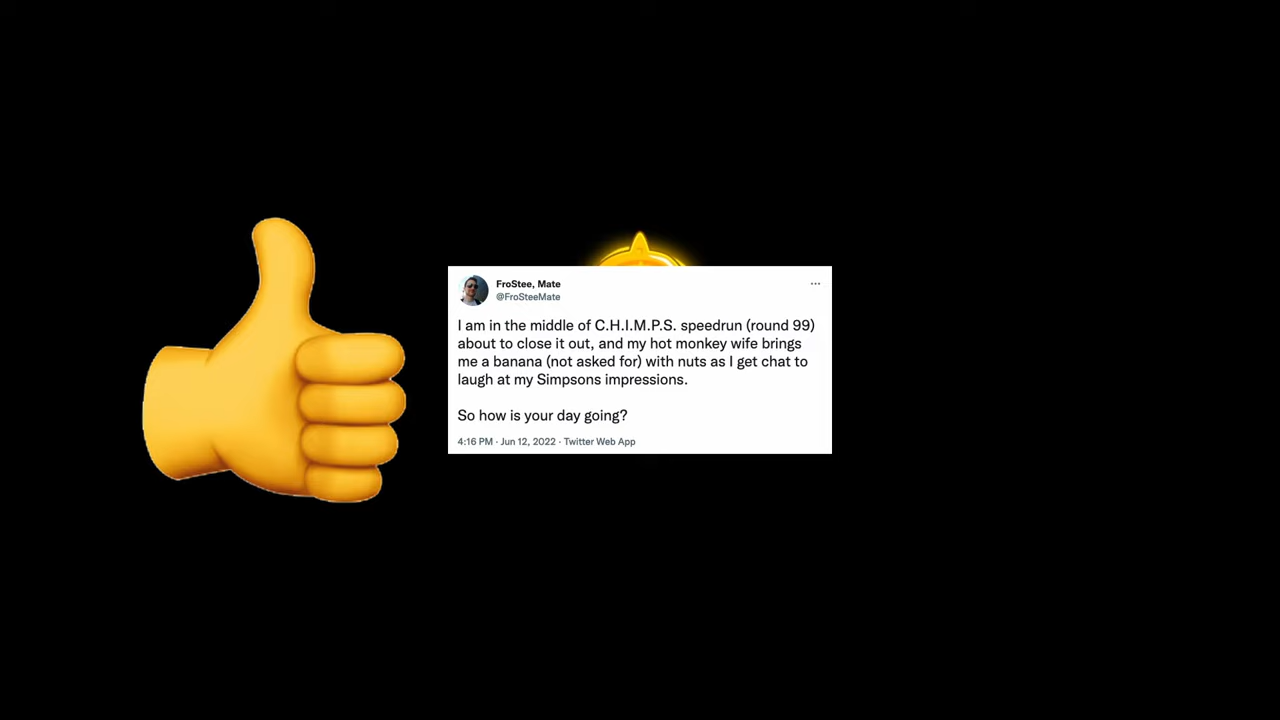 FroStee, Mate
@FroSteeMate
I am in the middle of C.H.I.M.P.S. speedrun (round 99)
about to close it out, and my hot monkey wife brings
me a banana (not asked for) with nuts as I get chat to
laugh at my Simpsons impressions.
So how is your day going?
4:16 PM · Jun 12, 2022 · Twitter Web App